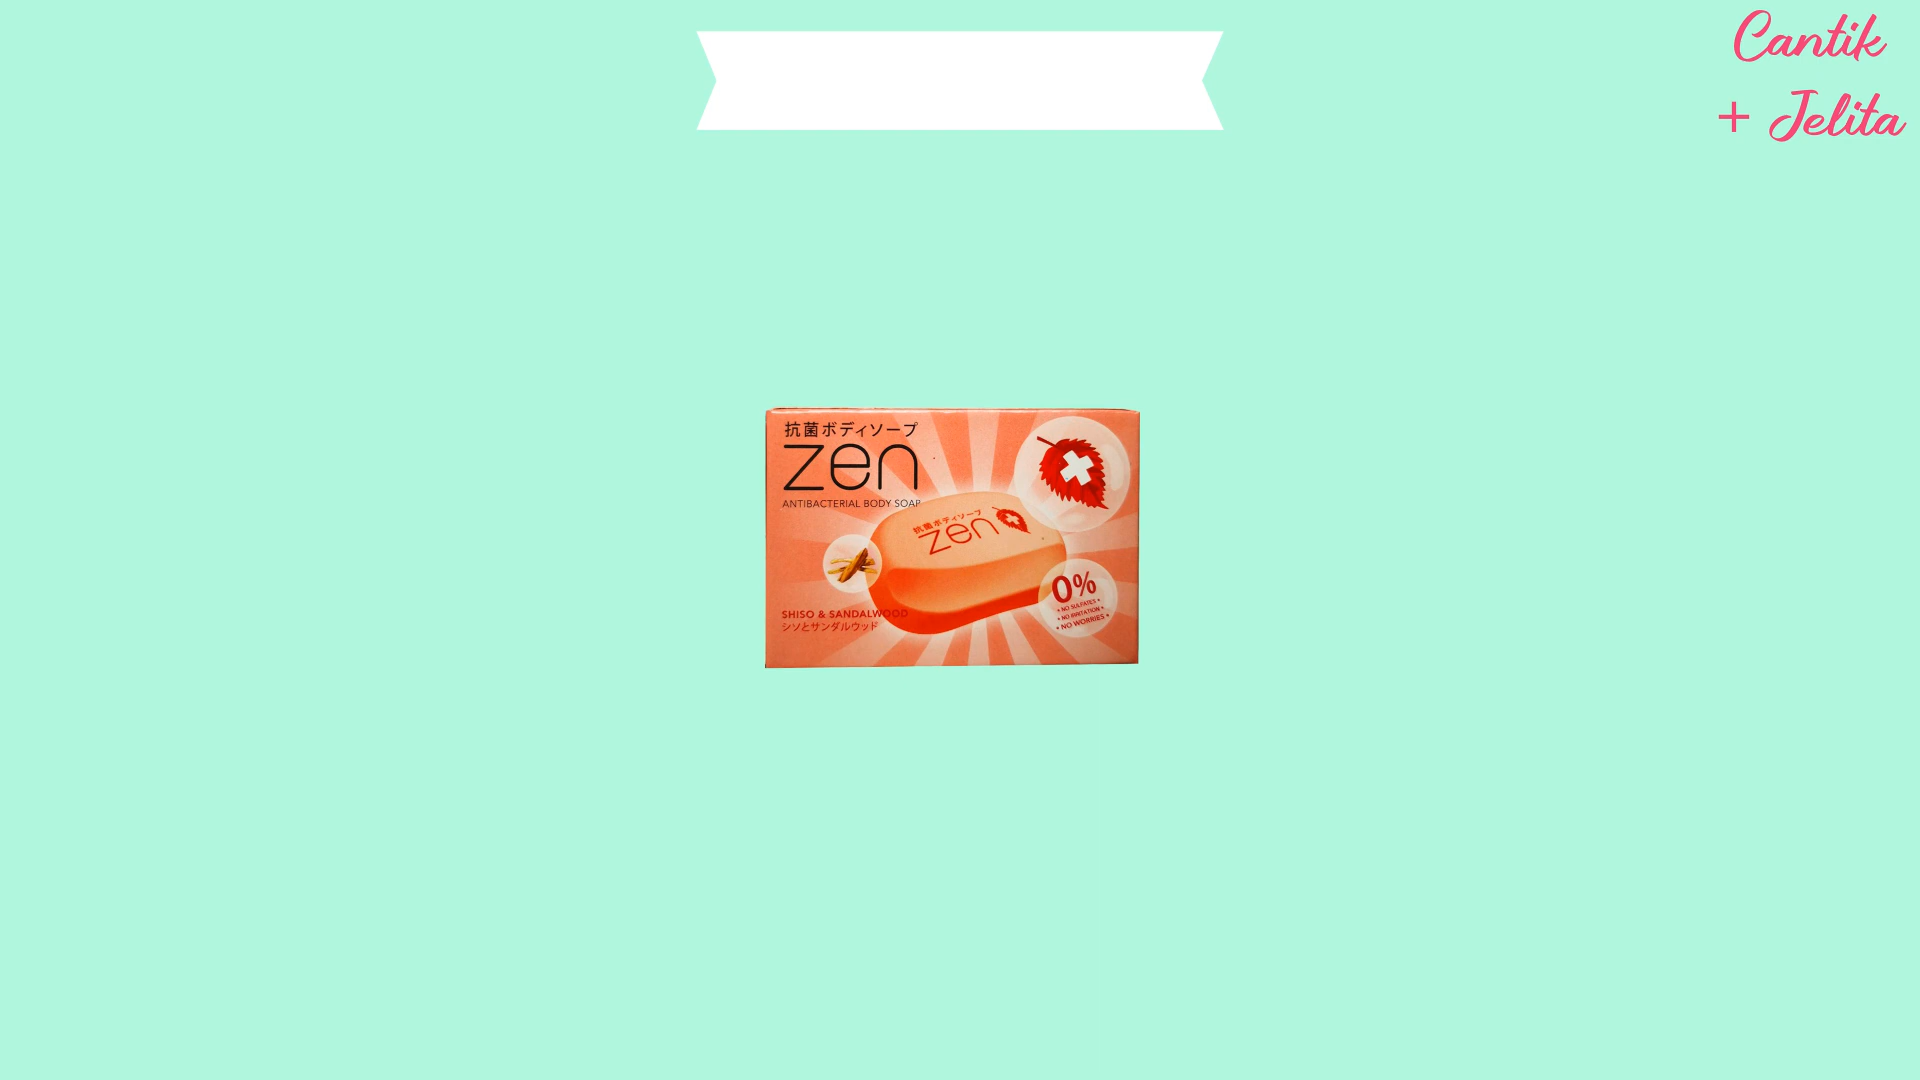 Cantik
+ Jelita
抗菌ボディソープ
zen
ANTIBACTERIAL BODY SOAP
抗菌ボディソープ
zen
0%
• NO SULFATES •
• NO IRRITATION •
• NO WORRIES •
SHISO & SANDALWOOD
シソとサンダルウッド